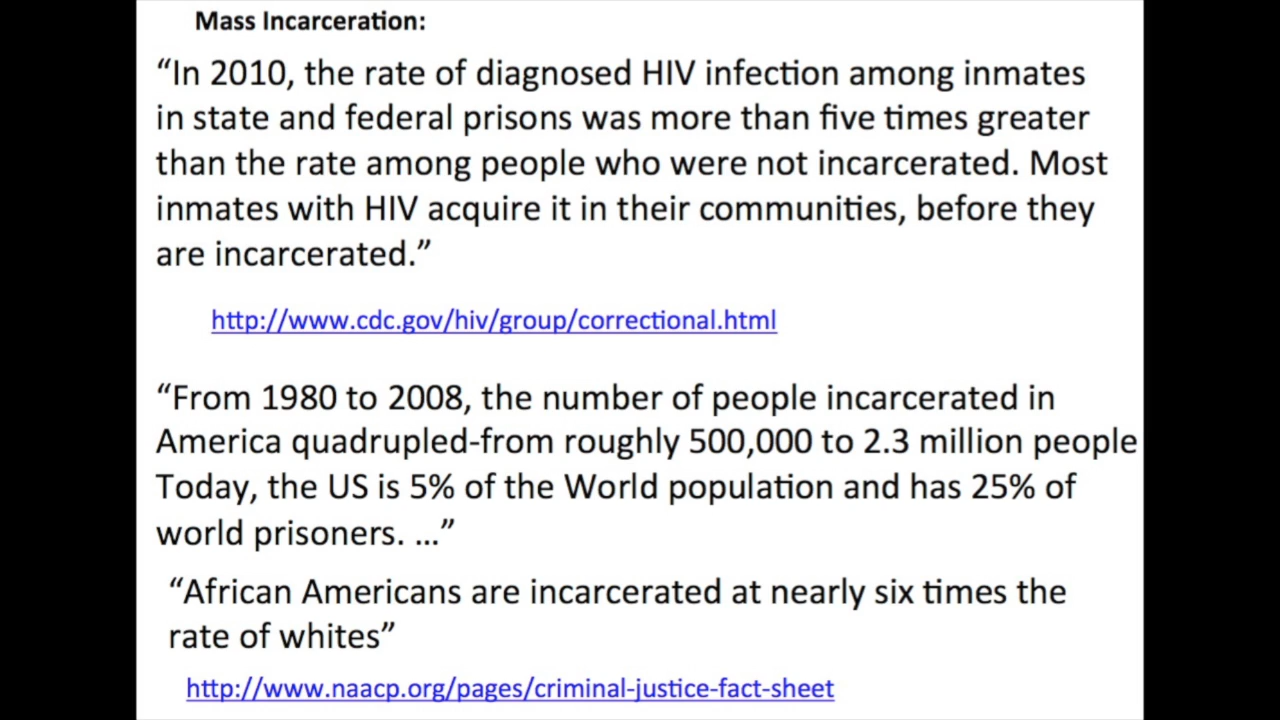 Mass Incarceration:
“In 2010, the rate of diagnosed HIV infection among inmates
in state and federal prisons was more than five times greater
than the rate among people who were not incarcerated. Most
inmates with HIV acquire it in their communities, before they
are incarcerated.”
http://www.cdc.gov/hiv/group/correctional.html
“From 1980 to 2008, the number of people incarcerated in
America quadrupled-from roughly 500,000 to 2.3 million people
Today, the US is 5% of the World population and has 25% of
world prisoners. …”
“African Americans are incarcerated at nearly six times the
rate of whites”
http://www.naacp.org/pages/criminal-justice-fact-sheet